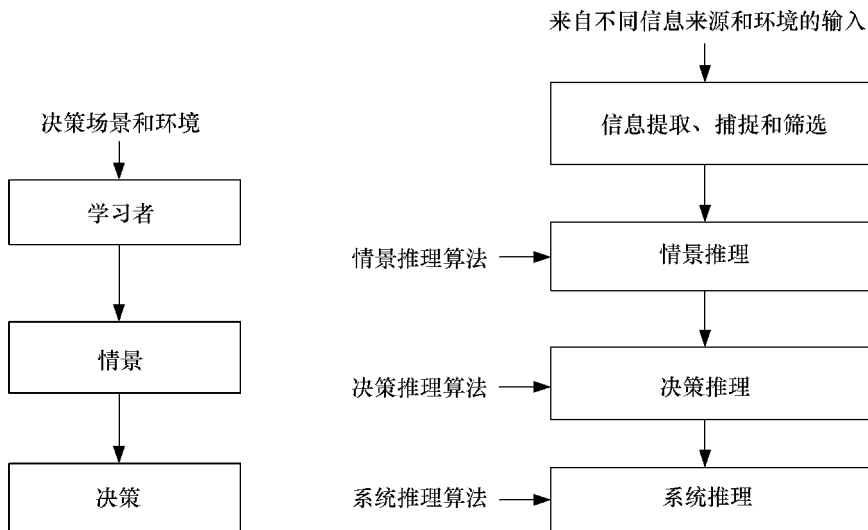 决策场景和环境
学习者
情景
决策
来自不同信息来源和环境的输入
信息提取、捕捉和筛选
情景推理算法
情景推理
决策推理算法
决策推理
系统推理算法
系统推理